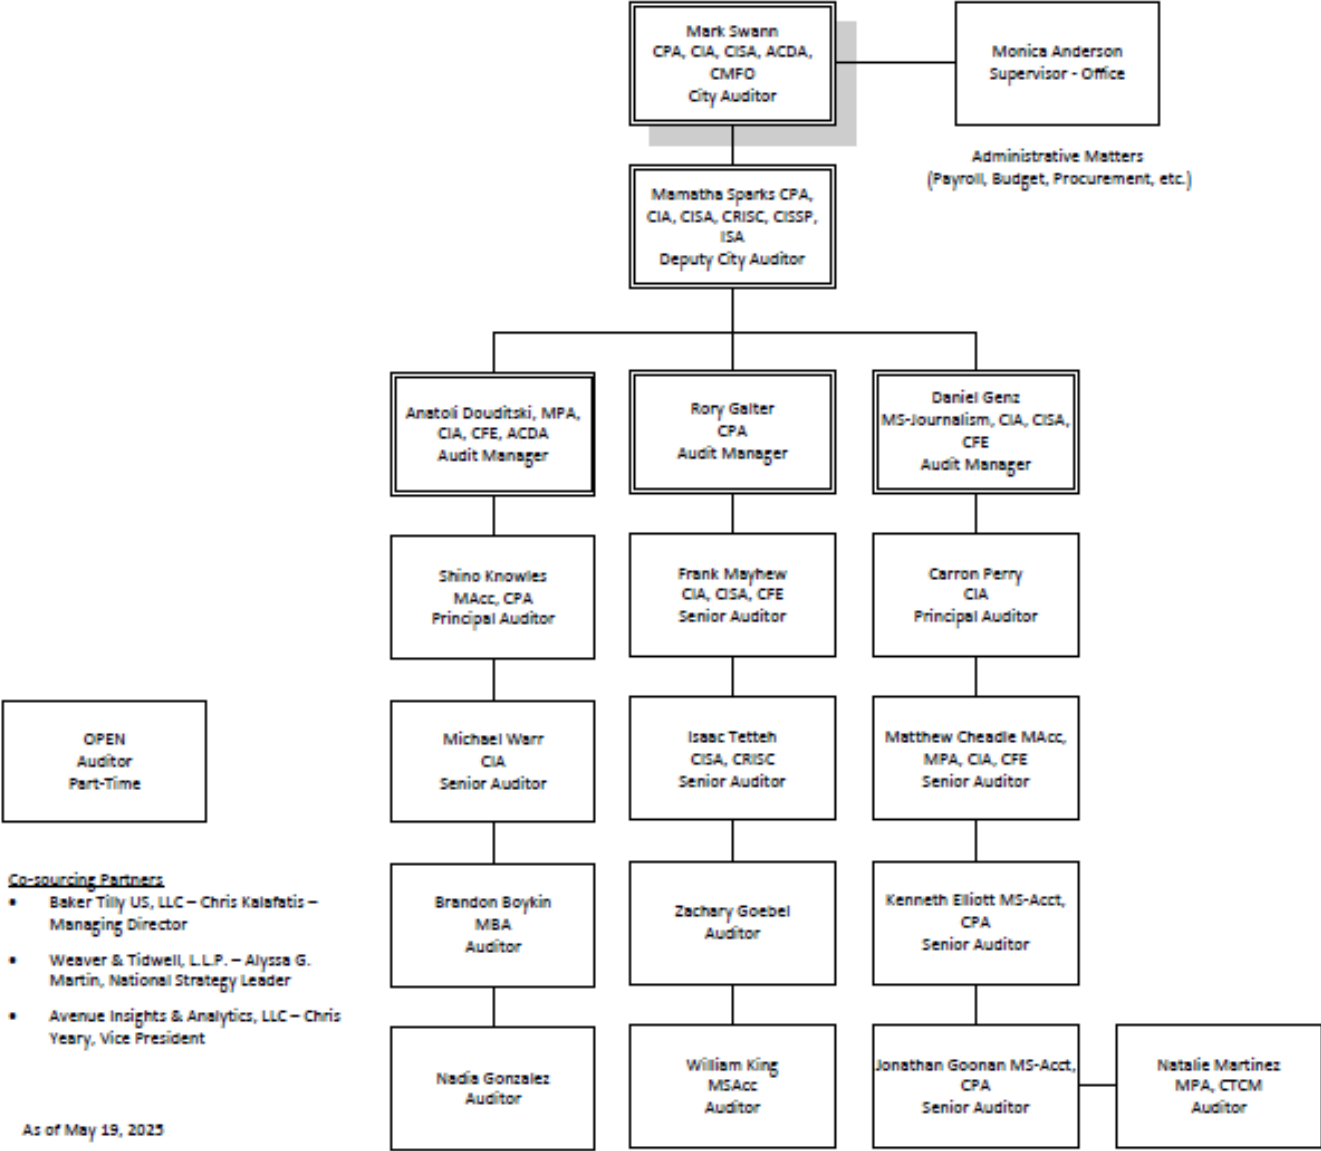 Mark Swann
CPA, CIA, CISA, ACDA,
CMFO
City Auditor
Monica Anderson
Supervisor - Office
Administrative Matters
(Payroll, Budget, Procurement, etc.)
Mamatha Sparks CPA,
CIA, CISA, CRISC, CISSP,
ISA
Deputy City Auditor
Anatoli Douditski, MPA,
CIA, CFE, ACDA
Audit Manager
Rory Galter
CPA
Audit Manager
Daniel Genz
MS-Journalism, CIA, CISA,
CFE
Audit Manager
Shino Knowles
MAcc, CPA
Principal Auditor
Frank Mayhew
CIA, CISA, CFE
Senior Auditor
Carron Perry
CIA
Principal Auditor
OPEN
Auditor
Part-Time
Michael Warr
CIA
Senior Auditor
Isaac Tetteh
CISA, CRISC
Senior Auditor
Matthew Cheadle MAcc,
MPA, CIA, CFE
Senior Auditor
Co-sourcing Partners
• Baker Tilly US, LLC – Chris Kalafatis –
Managing Director
• Weaver & Tidwell, L.L.P. – Alyssa G.
Martin, National Strategy Leader
• Avenue Insights & Analytics, LLC – Chris
Yeary, Vice President
Brandon Boykin
MBA
Auditor
Zachary Goebel
Auditor
Kenneth Elliott MS-Acct,
CPA
Senior Auditor
Nadia Gonzalez
Auditor
William King
MSAcc
Auditor
Jonathan Goonan MS-Acct,
CPA
Senior Auditor
Natalie Martinez
MPA, CTCM
Auditor
As of May 19, 2025